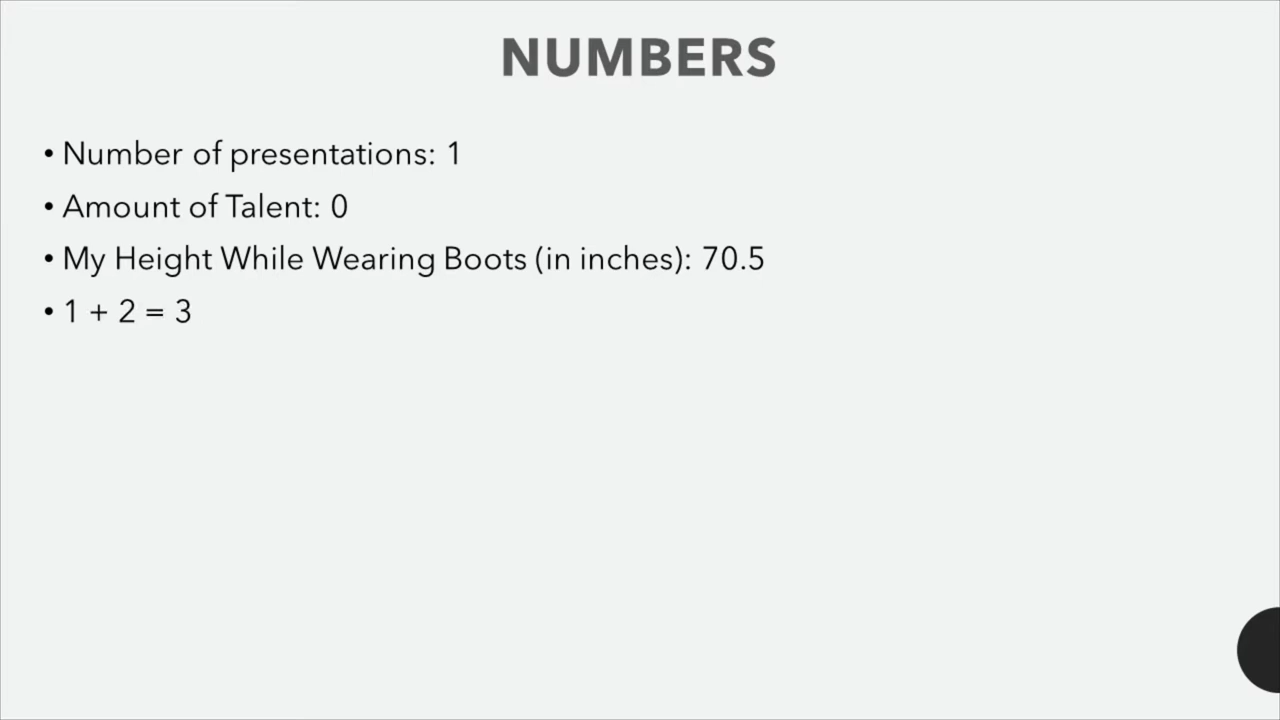 NUMBERS
• Number of presentations: 1
• Amount of Talent: 0
• My Height While Wearing Boots (in inches): 70.5
• 1 + 2 = 3